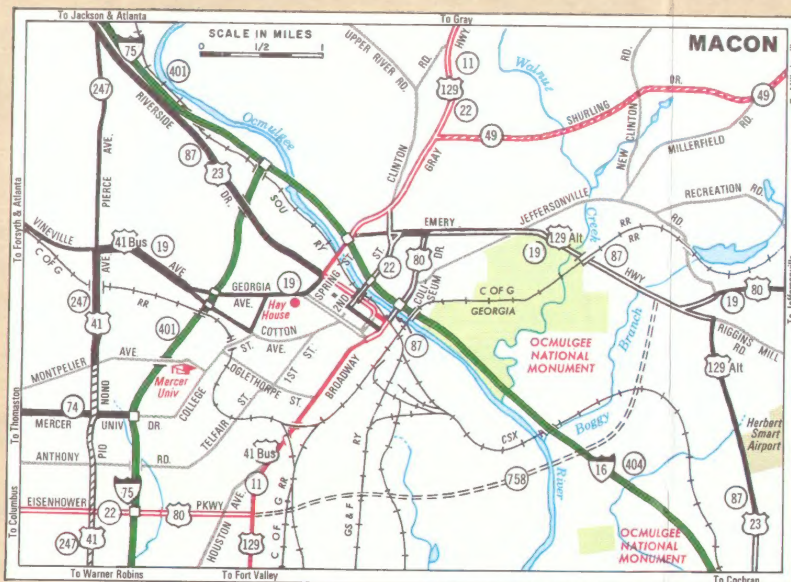 To Jackson & Atlanta
To Gray
MACON
SCALE IN MILES
0 1/2 1
75
401
247
RIVERSIDE
DR.
Ocmulgee
UPPER RIVER RD.
RD.
HWY
11
129
22
Walnut
Creek
RD.
NEW CLINTON
SHURLING
DR.
49
49
MILLERFIELD
RD.
CLINTON
GRAY
PIERCE AVE.
87
23
SOU
RY
To Forsyth & Atlanta
VINEVILLE
AVE
41 Bus
19
C OF G
RR
247
41
AVE
EMERY
JEFFERSONVILLE
RD.
RECREATION RD.
RR
RR
129 Alt
19
87
HWY
80
22
ST.
SPRING ST.
2ND
COLISEUM
DR
GEORGIA
AVE.
19
Hay
House
COTTON
AVE.
401
C OF G
GEORGIA
87
OCMULGEE
NATIONAL
MONUMENT
Branch
Boggy
19
80
RIGGINS MILL
RD
129 Alt
MONTPELIER
AVE.
Mercer
Univ
COLLEGE
ST.
OGLETHORPE
ST.
1ST
ST.
BROADWAY
TELFAIR
ST.
To Thomaston
74
MERCER
UNIV
DR
PIO
NONO
ANTHONY
RD.
RY
CSX
River
Herbert
Smart
Airport
41 Bus
11
758
16
404
87
23
To Columbus
EISENHOWER
22
80
PKWY
75
HOUSTON
AVE.
129
C OF G RR
GS & F
OCMULGEE
NATIONAL
MONUMENT
247
41
To Warner Robins
To Fort Valley
To Cochran